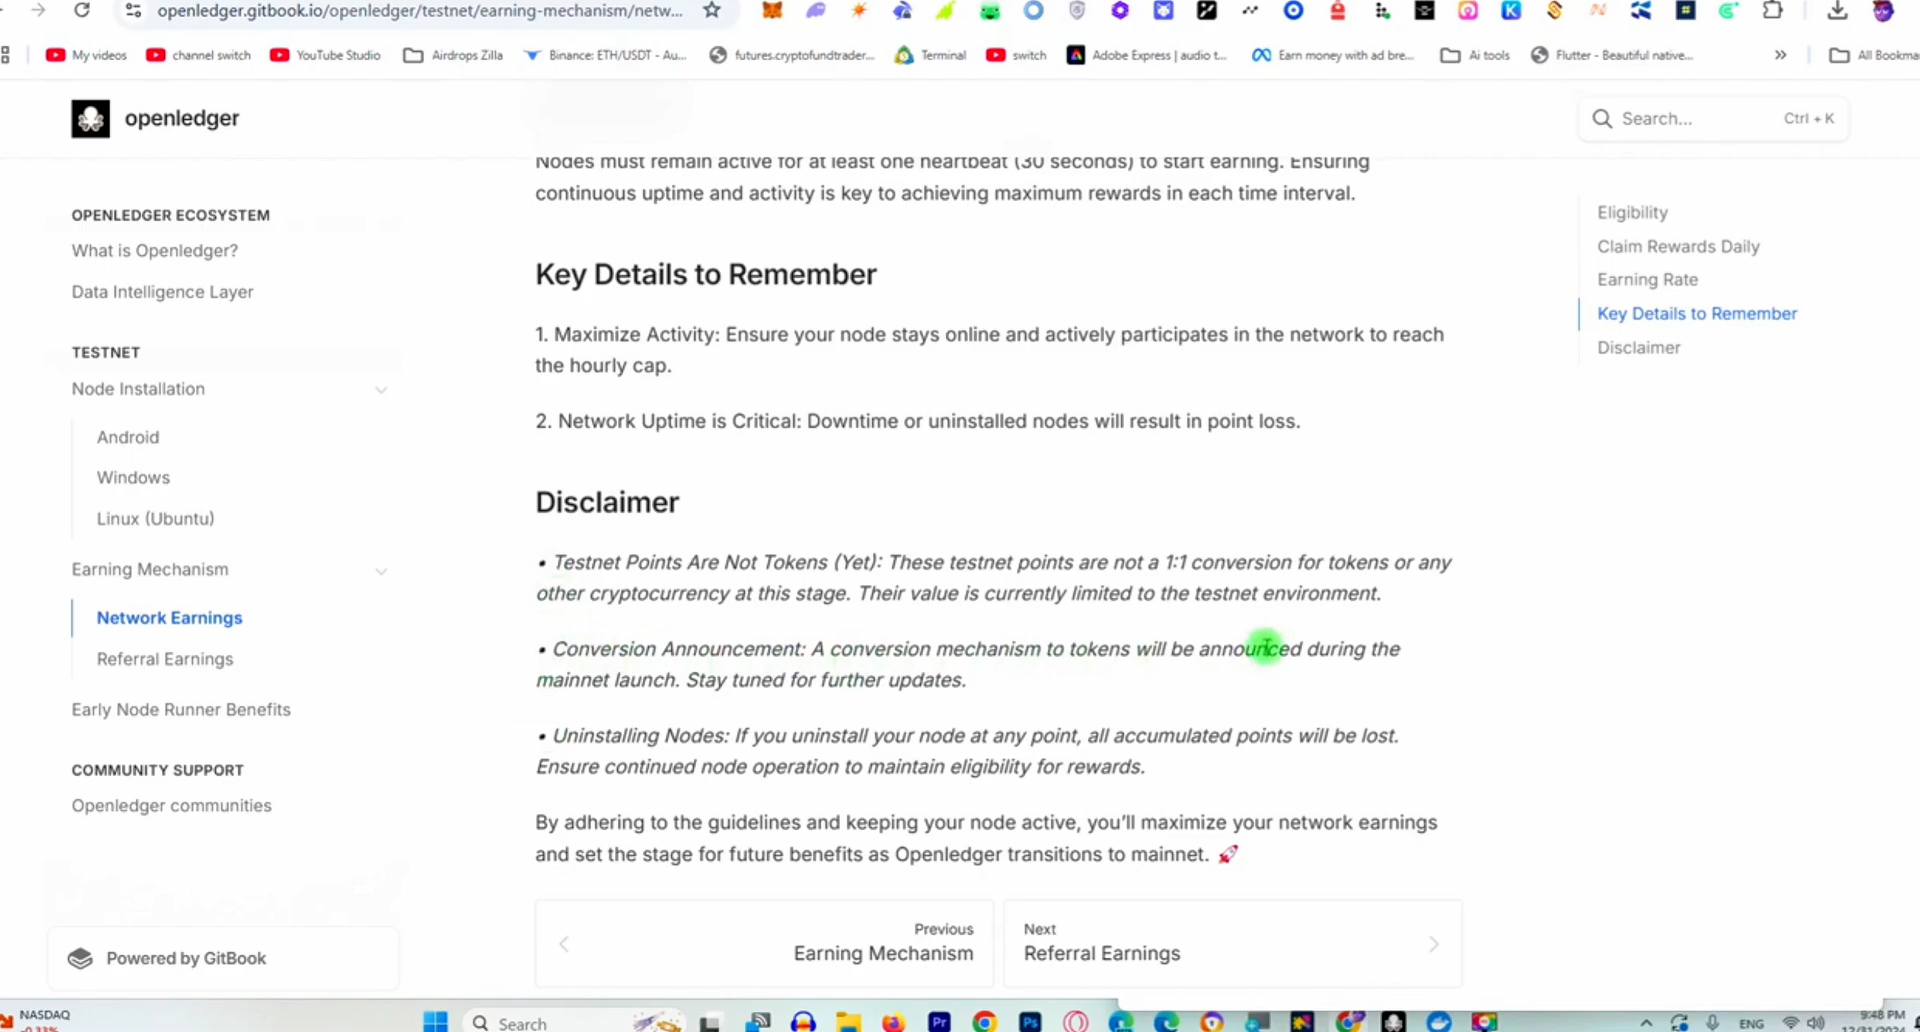 openledger.gitbook.io/openledger/testnet/earning-mechanism/netw...
My videos
channel switch
YouTube Studio
Airdrops Zilla
Binance: ETH/USDT - Au...
futures.cryptofundtrader...
Terminal
switch
Adobe Express | audio t...
Earn money with ad bre...
Ai tools
Flutter - Beautiful native...
All Bookma
openledger
Search...
Ctrl + K
OPENLEDGER ECOSYSTEM
What is Openledger?
Data Intelligence Layer
TESTNET
Node Installation
Android
Windows
Linux (Ubuntu)
Earning Mechanism
Network Earnings
Referral Earnings
Early Node Runner Benefits
COMMUNITY SUPPORT
Openledger communities
Powered by GitBook
Nodes must remain active for at least one heartbeat (30 seconds) to start earning. Ensuring
continuous uptime and activity is key to achieving maximum rewards in each time interval.
Key Details to Remember
1. Maximize Activity: Ensure your node stays online and actively participates in the network to reach
the hourly cap.
2. Network Uptime is Critical: Downtime or uninstalled nodes will result in point loss.
Disclaimer
• Testnet Points Are Not Tokens (Yet): These testnet points are not a 1:1 conversion for tokens or any
other cryptocurrency at this stage. Their value is currently limited to the testnet environment.
• Conversion Announcement: A conversion mechanism to tokens will be announced during the
mainnet launch. Stay tuned for further updates.
• Uninstalling Nodes: If you uninstall your node at any point, all accumulated points will be lost.
Ensure continued node operation to maintain eligibility for rewards.
By adhering to the guidelines and keeping your node active, you'll maximize your network earnings
and set the stage for future benefits as Openledger transitions to mainnet. 🚀
Previous
Earning Mechanism
Next
Referral Earnings
Eligibility
Claim Rewards Daily
Earning Rate
Key Details to Remember
Disclaimer
NASDAQ
-0.33%
Search
Pr
Ps
ENG
9:48 PM
12/31/2024